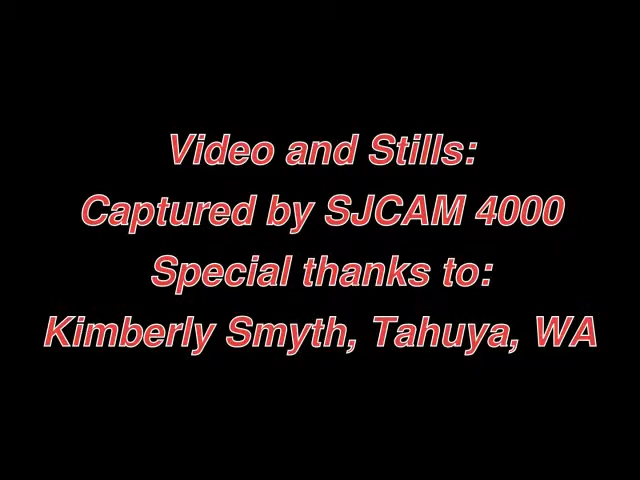 Video and Stills:
Captured by SJCAM 4000
Special thanks to:
Kimberly Smyth, Tahuya, WA